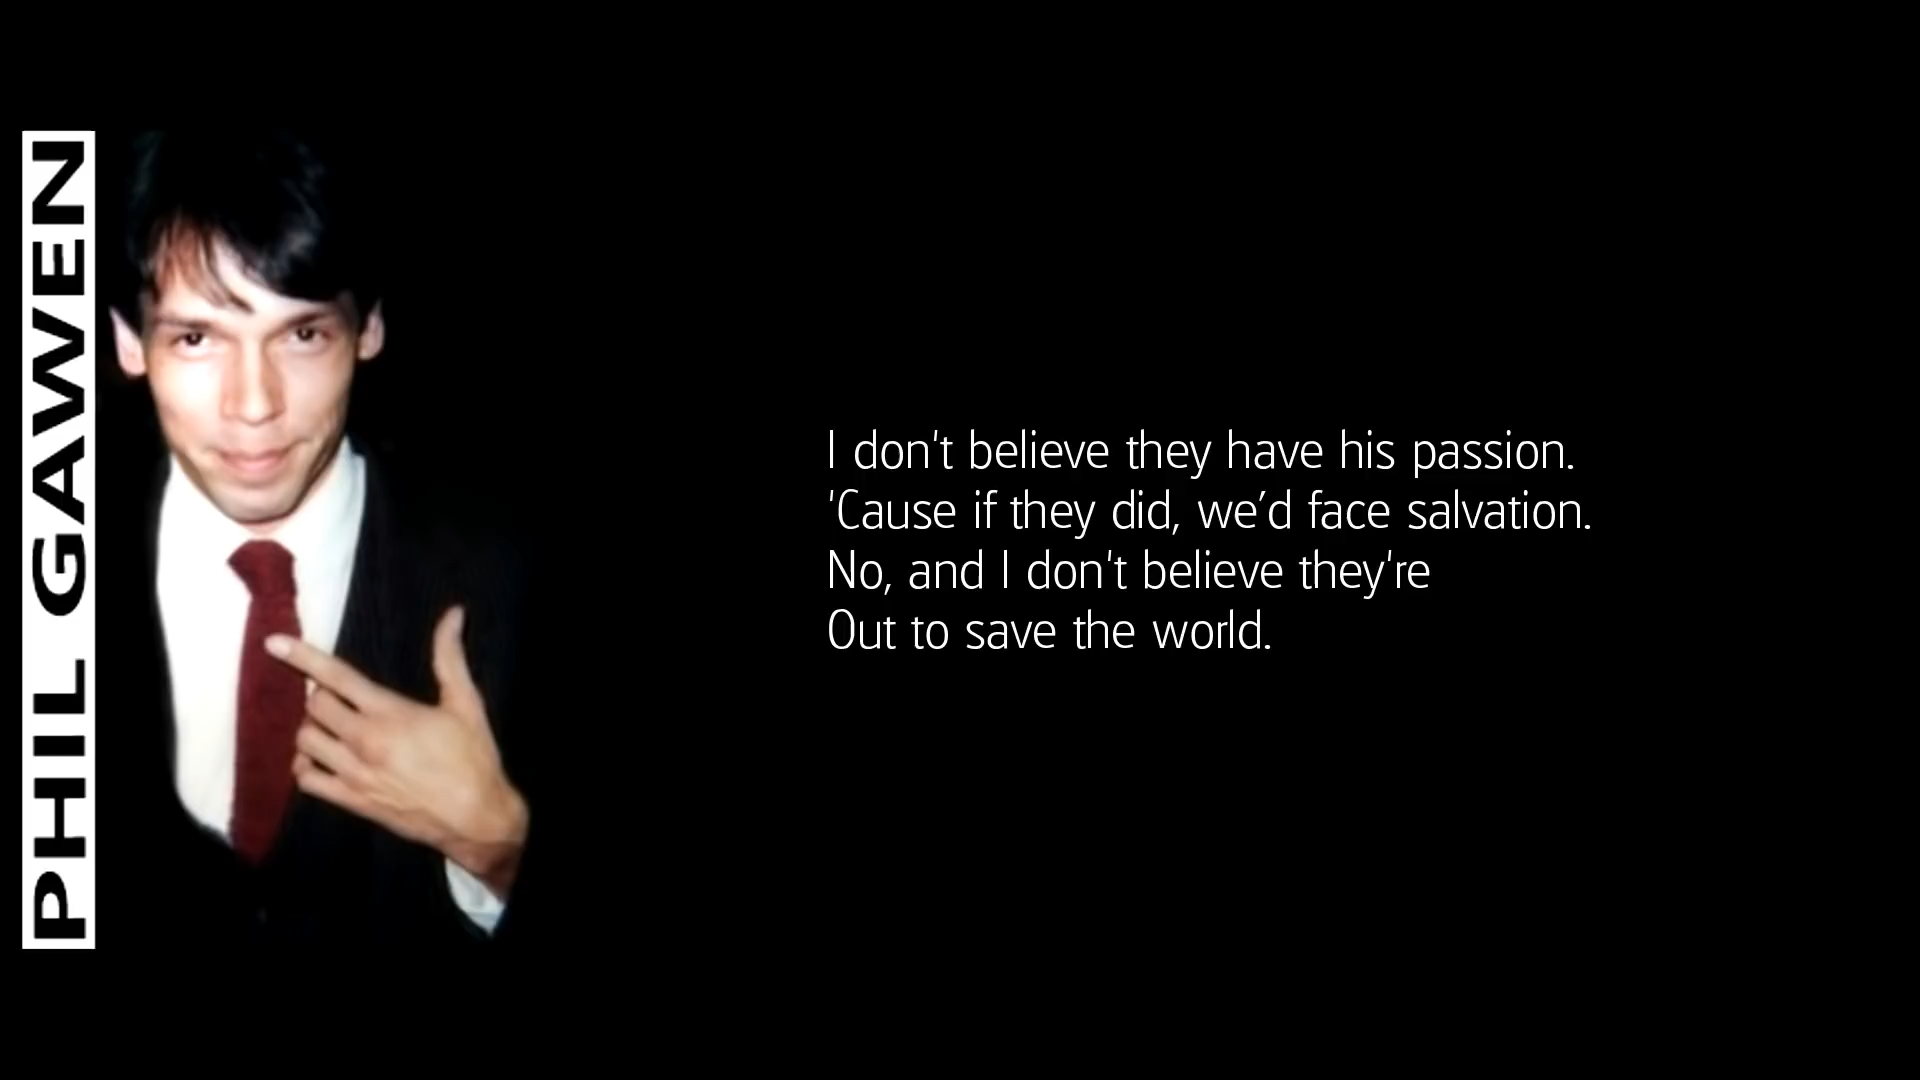 PHIL GAWEN
I don't believe they have his passion.
'Cause if they did, we’d face salvation.
No, and I don't believe they're
Out to save the world.